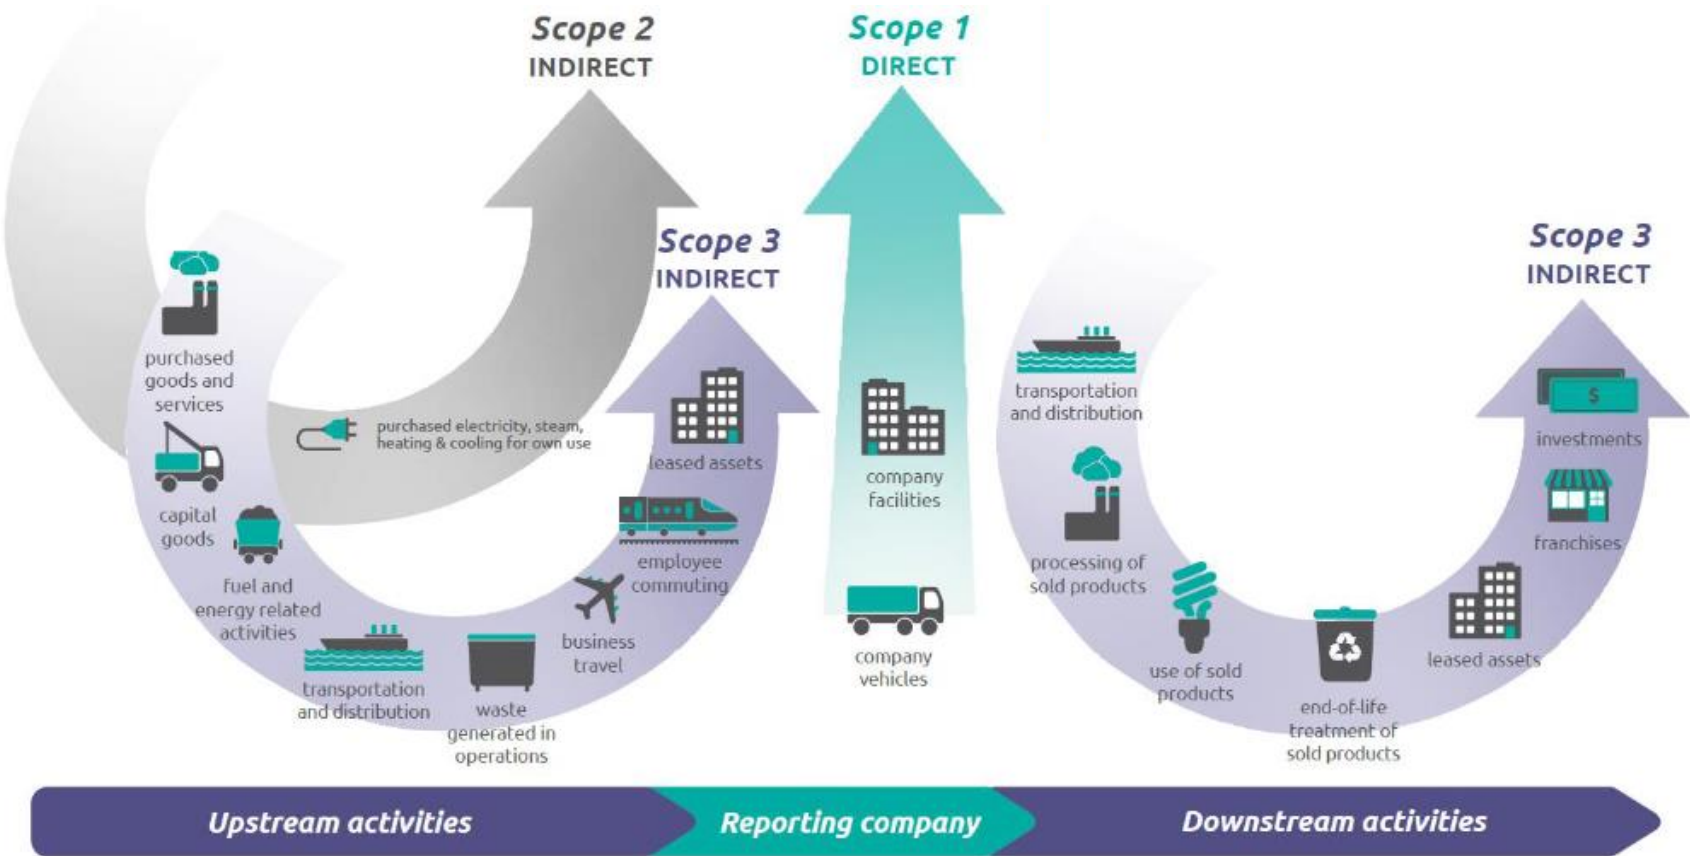 Scope 2
INDIRECT
Scope 1
DIRECT
Scope 3
INDIRECT
Scope 3
INDIRECT
purchased
goods and
services
capital
goods
fuel and
energy related
activities
transportation
and distribution
waste
generated in
operations
business
travel
employee
commuting
leased assets
purchased electricity, steam,
heating & cooling for own use
company
facilities
company
vehicles
transportation
and distribution
processing of
sold products
use of sold
products
end-of-life
treatment of
sold products
leased assets
franchises
$
investments
Upstream activities
Reporting company
Downstream activities